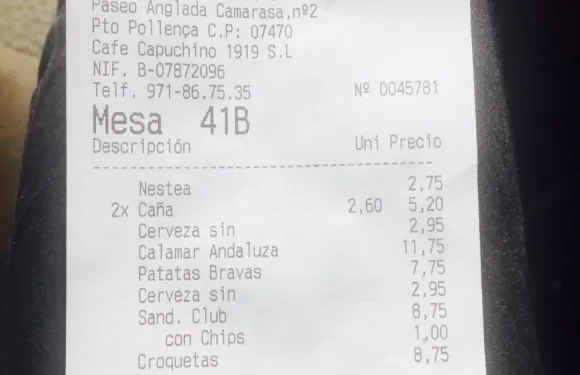 Paseo Anglada Camarasa,nº2
Pto Pollença C.P: 07470
Cafe Capuchino 1919 S.L
NIF. B-07872096
Telf. 971-86.75.35 Nº 0045781
Mesa 41B
Descripción Uni Precio
Nestea 2,75
2x Caña 2,60 5,20
Cerveza sin 2,95
Calamar Andaluza 11,75
Patatas Bravas 7,75
Cerveza sin 2,95
Sand. Club 8,75
con Chips 1,00
Croquetas 8,75